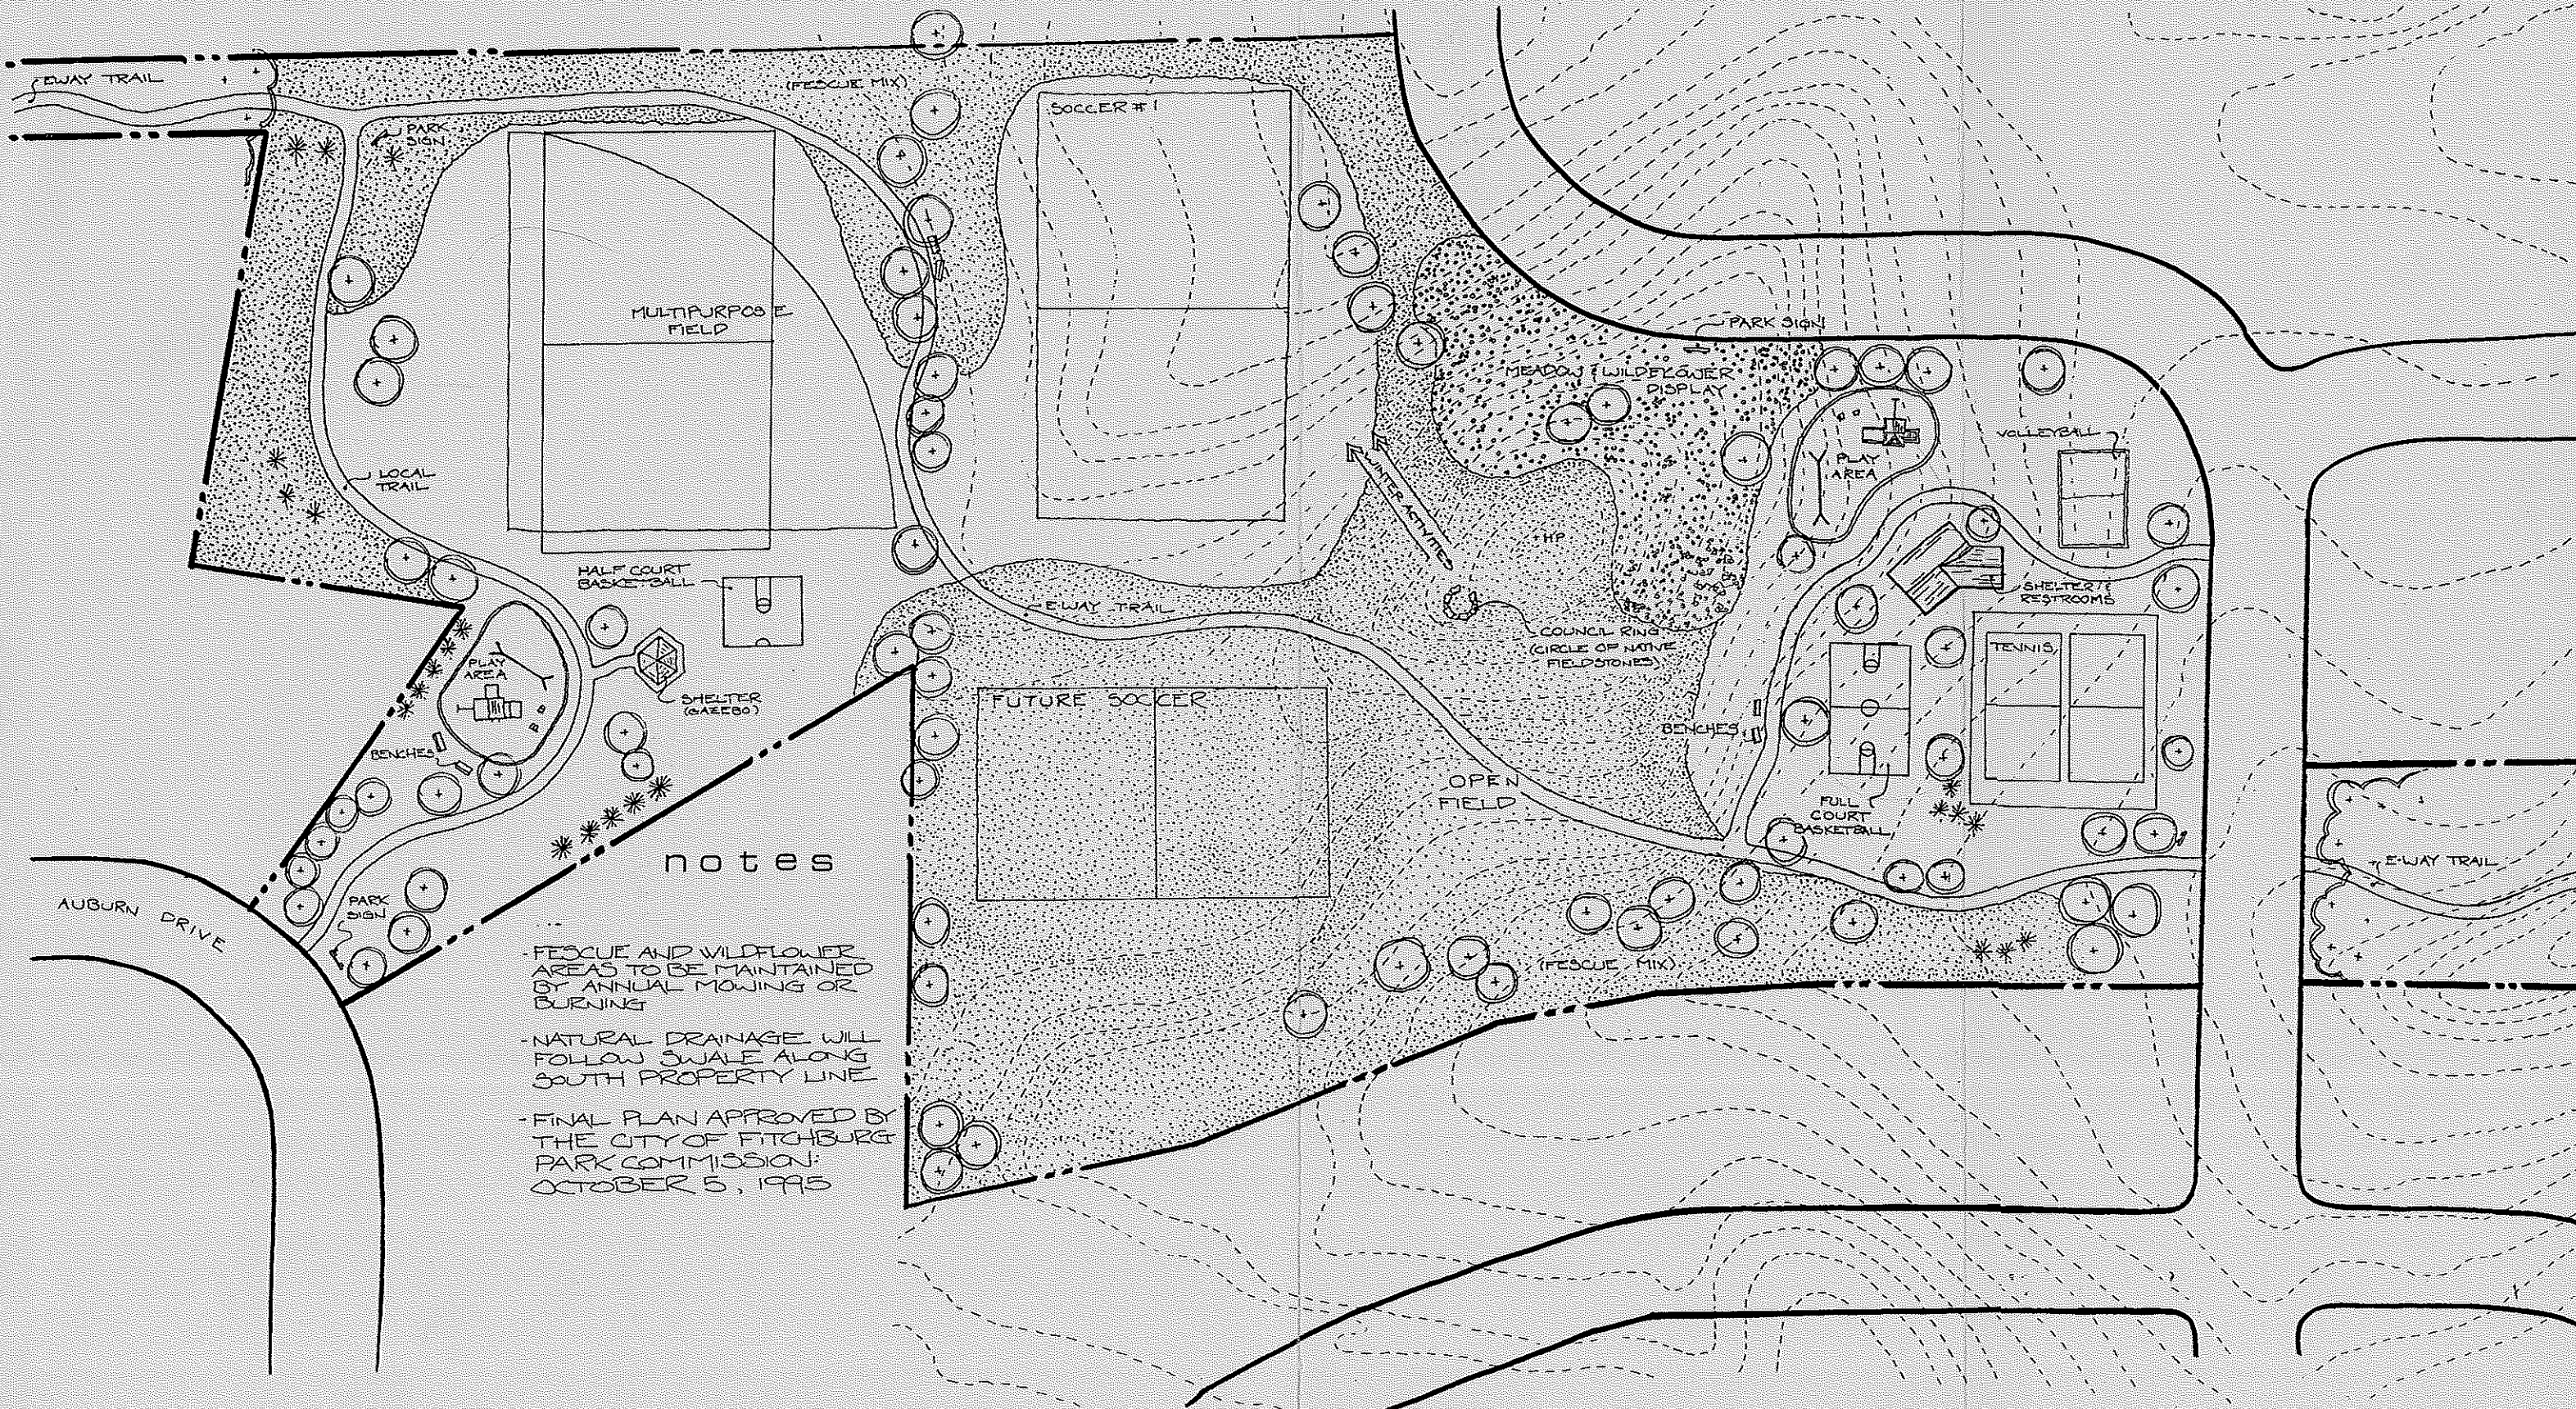 E-WAY TRAIL
PARK
SIGN
(FESCUE MIX)
SOCCER #1
MULTIPURPOSE
FIELD
PARK SIGN
MEADOW & WILDFLOWER
DISPLAY
VOLLEYBALL
PLAY
AREA
LOCAL
TRAIL
WINTER ACTIVITIES
HP
HALF COURT
BASKETBALL
SHELTER &
RESTROOMS
E-WAY TRAIL
COUNCIL RING
(CIRCLE OF NATIVE
FIELDSTONES)
TENNIS
PLAY
AREA
SHELTER
(GAZEBO)
FUTURE SOCCER
BENCHES
BENCHES
OPEN
FIELD
FULL
COURT
BASKETBALL
E-WAY TRAIL
PARK
SIGN
AUBURN DRIVE
(FESCUE MIX)
notes
- FESCUE AND WILDFLOWER
AREAS TO BE MAINTAINED
BY ANNUAL MOWING OR
BURNING
- NATURAL DRAINAGE WILL
FOLLOW SWALE ALONG
SOUTH PROPERTY LINE
- FINAL PLAN APPROVED BY
THE CITY OF FITCHBURG
PARK COMMISSION:
OCTOBER 5, 1995